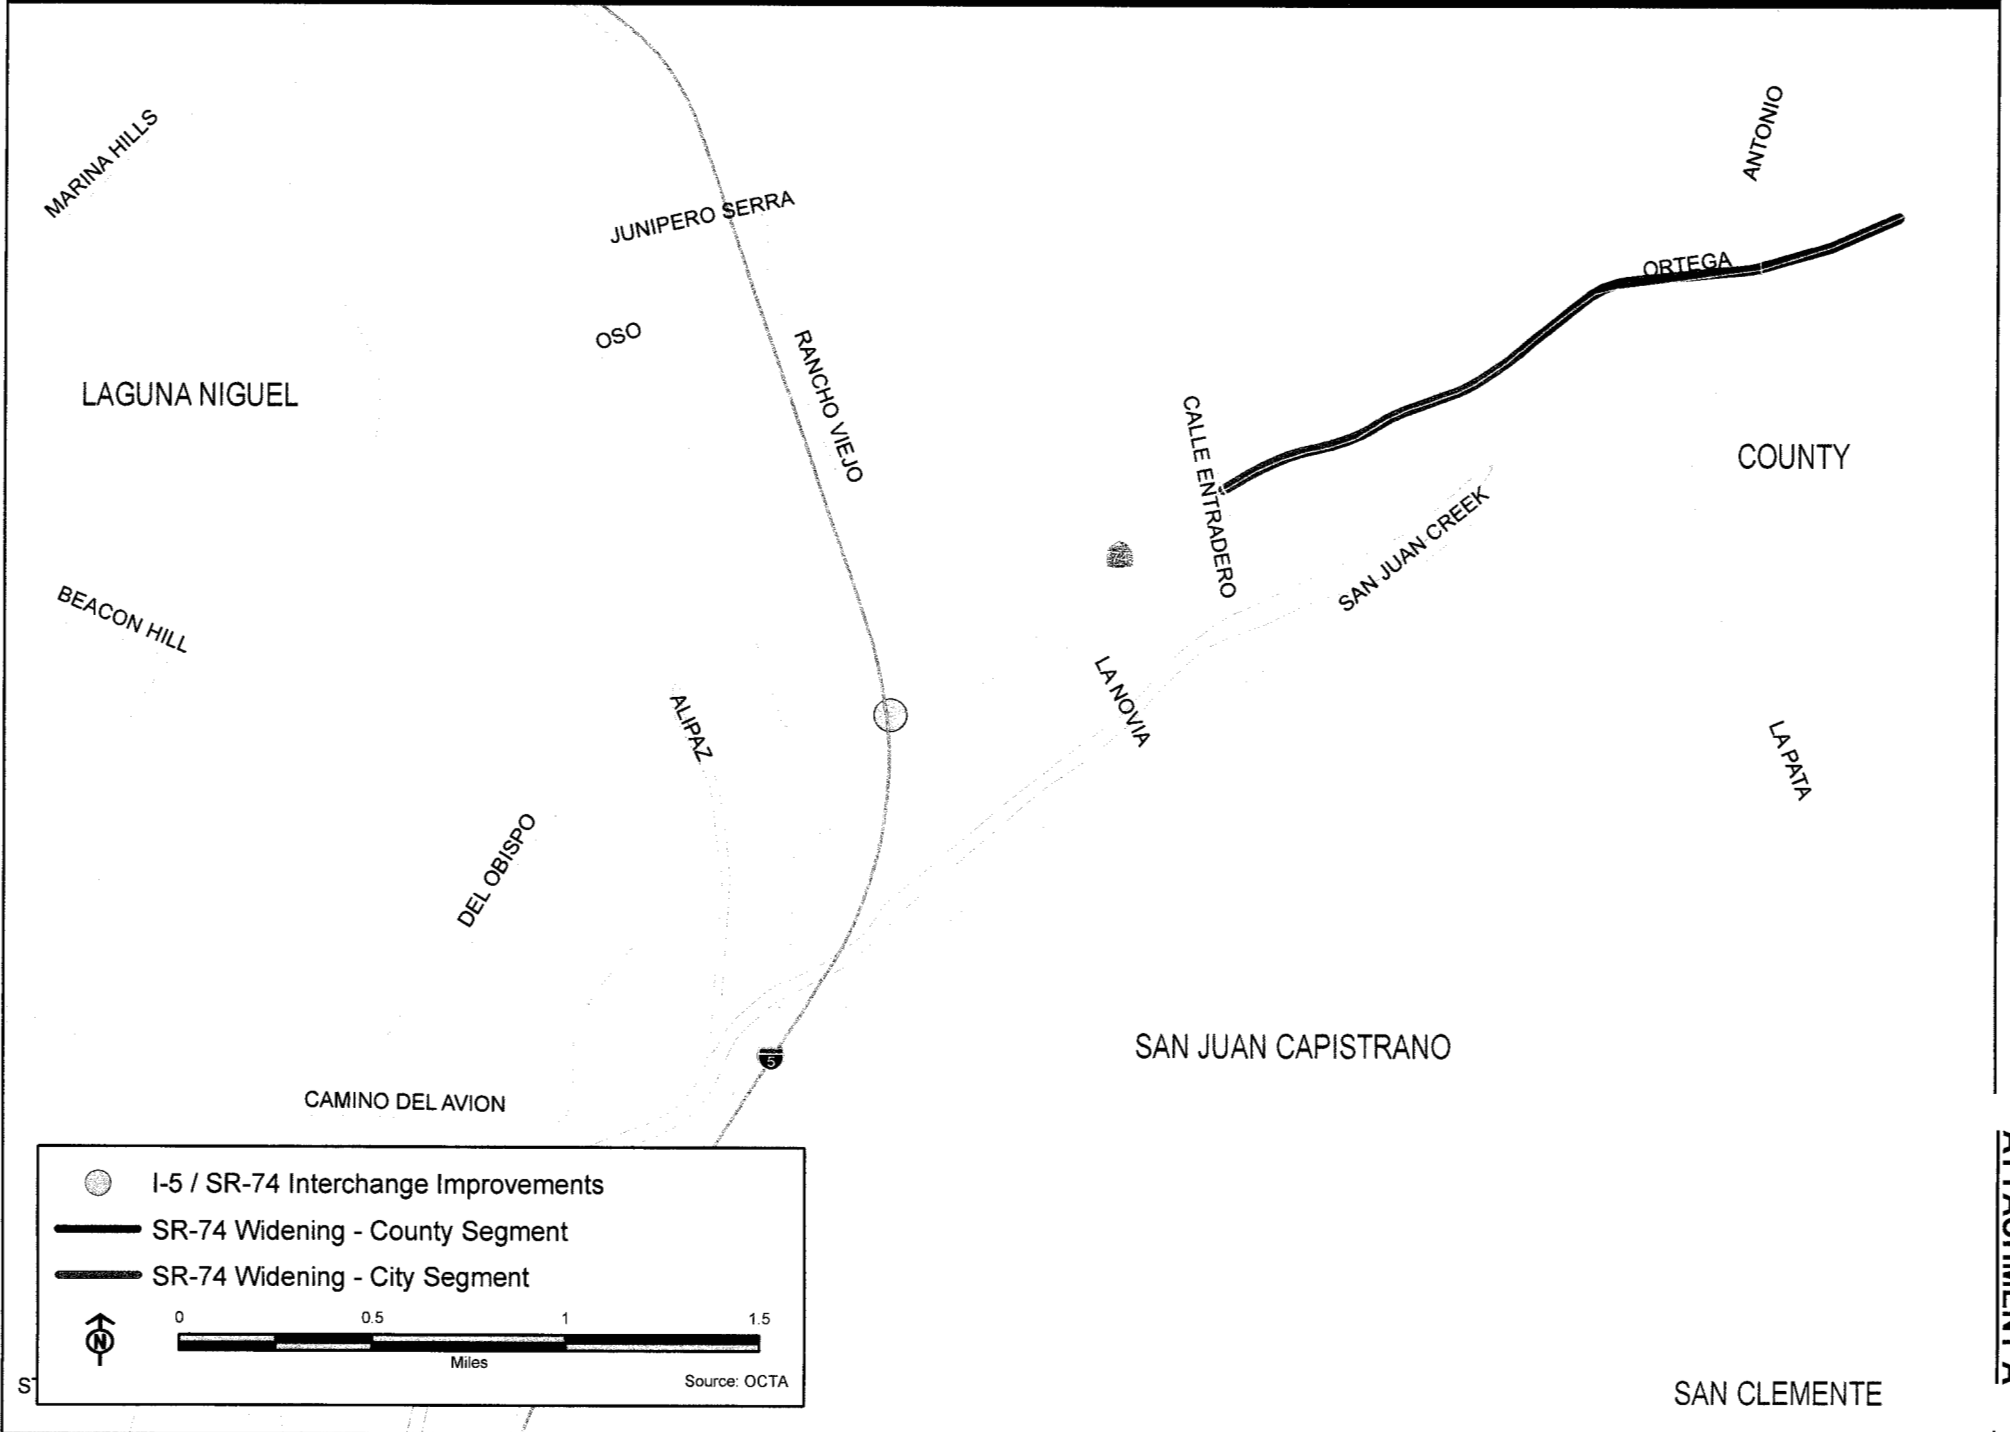 ANTONIO
MARINA HILLS
JUNIPERO SERRA
ORTEGA
OSO
RANCHO VIEJO
LAGUNA NIGUEL
CALLE ENTRADERO
COUNTY
SAN JUAN CREEK
BEACON HILL
LA NOVIA
ALIPAZ
LA PATA
DEL OBISPO
SAN JUAN CAPISTRANO
5
CAMINO DEL AVION
I-5 / SR-74 Interchange Improvements
SR-74 Widening - County Segment
SR-74 Widening - City Segment
0 0.5 1 1.5
N
Miles
Source: OCTA
SAN CLEMENTE